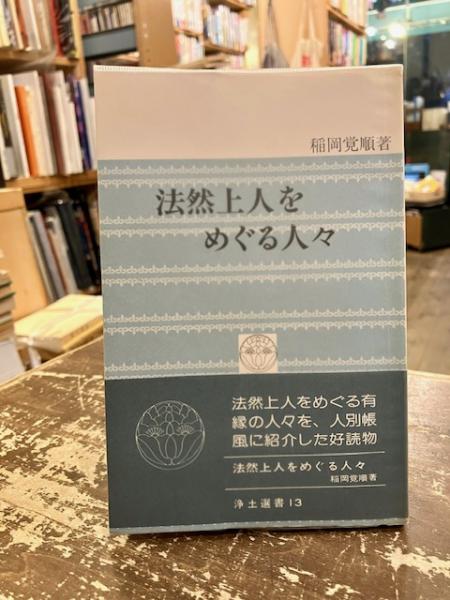 稲岡覚順著
法然上人を
めぐる人々
法然上人をめぐる有
縁の人々を、人別帳
風に紹介した好読物
法然上人をめぐる人々
稲岡覚順著
浄土選書13